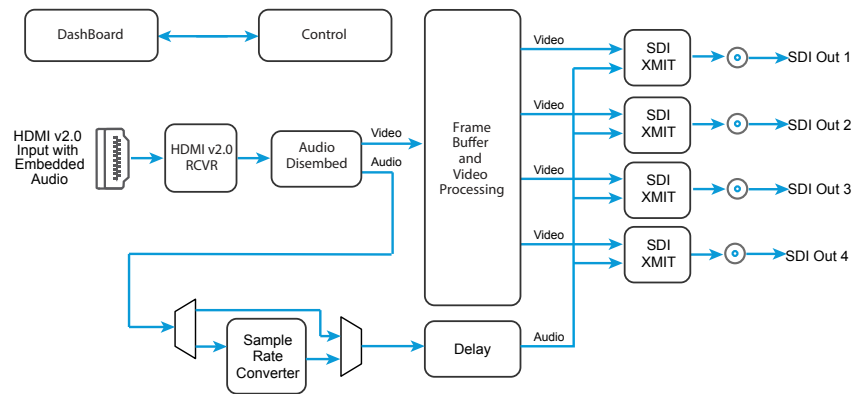 DashBoard
Control
HDMI v2.0
Input with
Embedded
Audio
HDMI v2.0
RCVR
Audio
Disembed
Video
Audio
Frame
Buffer
and
Video
Processing
Video
SDI
XMIT
SDI Out 1
Video
SDI
XMIT
SDI Out 2
Video
SDI
XMIT
SDI Out 3
Video
SDI
XMIT
SDI Out 4
Sample
Rate
Converter
Delay
Audio